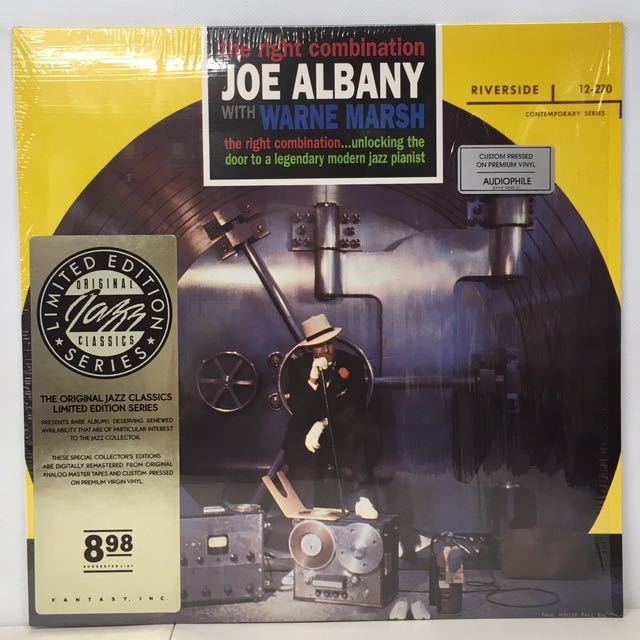 the right combination
JOE ALBANY
WITH WARNE MARSH
the right combination...unlocking the
door to a legendary modern jazz pianist
RIVERSIDE 12-270
CONTEMPORARY SERIES
CUSTOM PRESSED
ON PREMIUM VINYL
AUDIOPHILE
LIMITED EDITION
ORIGINAL
Jazz
CLASSICS
SERIES
THE ORIGINAL JAZZ CLASSICS
LIMITED EDITION SERIES
PRESENTS RARE ALBUMS DESERVING RENEWED
AVAILABILITY THAT ARE OF PARTICULAR INTEREST
TO THE JAZZ COLLECTOR.
THESE SPECIAL COLLECTOR'S EDITIONS
ARE DIGITALLY REMASTERED FROM ORIGINAL
ANALOG MASTER TAPES AND CUSTOM PRESSED
ON PREMIUM VIRGIN VINYL.
8.98
SUGGESTED LIST
FANTASY, INC.
PAUL WELLER PAUL BACON